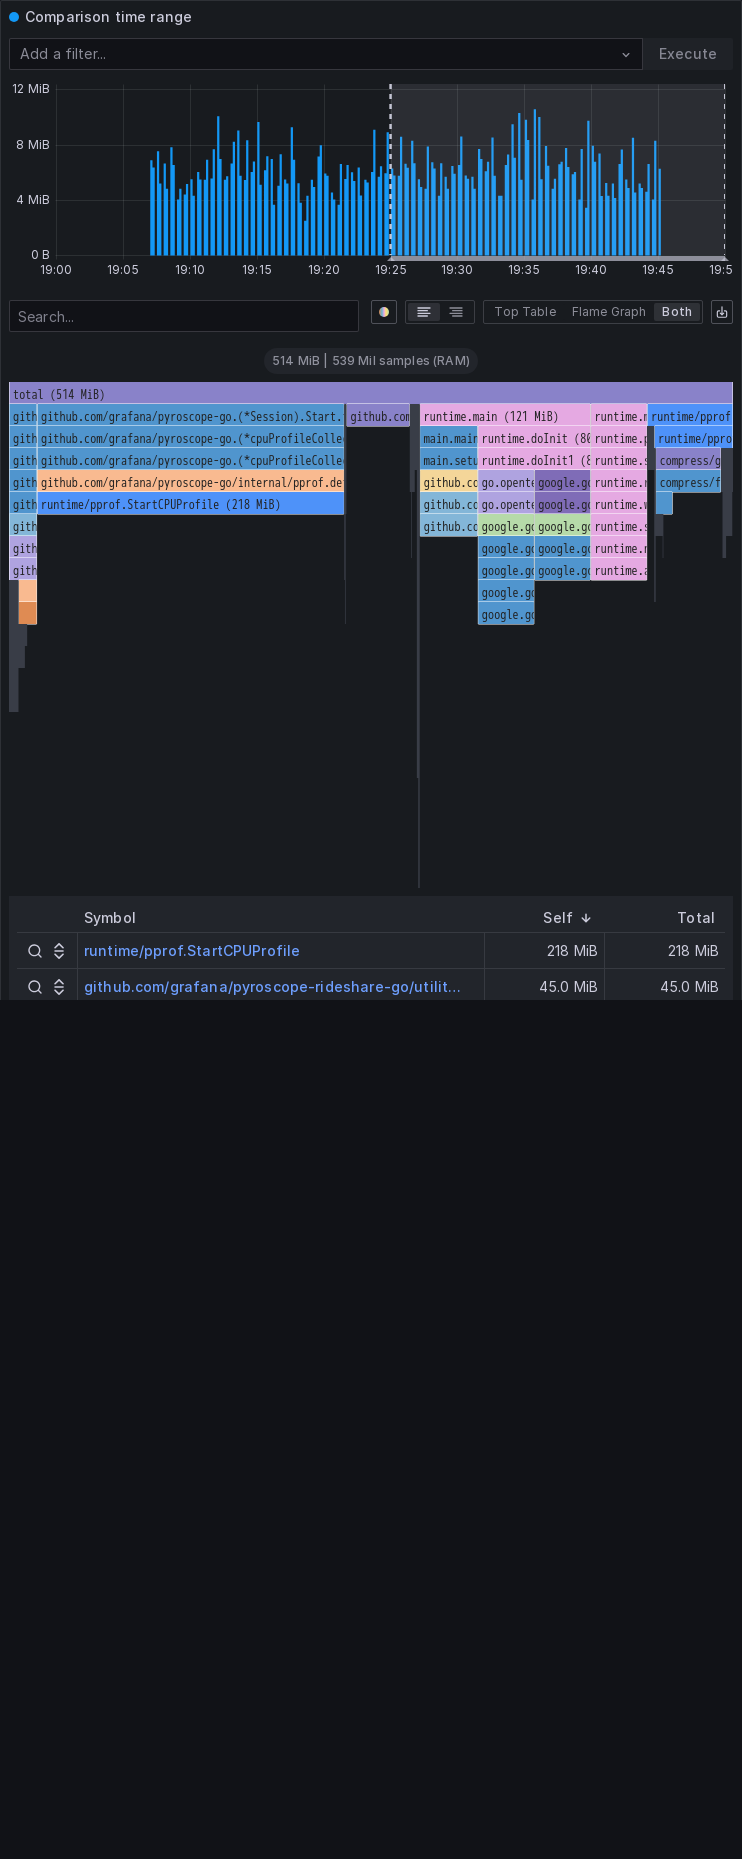 Comparison time range
Add a filter...
Execute
12 MiB
8 MiB
4 MiB
0 B
19:00 19:05 19:10 19:15 19:20 19:25 19:30 19:35 19:40 19:45 19:5
Search...
Top Table Flame Graph Both
514 MiB | 539 Mil samples (RAM)
total (514 MiB)
gith github.com/grafana/pyroscope-go.(*Session).Start. github.com runtime.main (121 MiB) runtime.m runtime/pprof
gith github.com/grafana/pyroscope-go.(*cpuProfileColle main.main runtime.doInit (80 runtime.p runtime/ppro
gith github.com/grafana/pyroscope-go.(*cpuProfileColle main.setu runtime.doInit1 (8 runtime.s compress/g
gith github.com/grafana/pyroscope-go/internal/pprof.de github.co go.opente google.go runtime.n compress/f
gith runtime/pprof.StartCPUProfile (218 MiB) github.co go.opente google.go runtime.w
gith github.co google.go google.go runtime.s
gith google.go google.go runtime.n
gith google.go google.go runtime.a
google.go
google.go
Symbol Self Total
runtime/pprof.StartCPUProfile 218 MiB 218 MiB
github.com/grafana/pyroscope-rideshare-go/utilit... 45.0 MiB 45.0 MiB